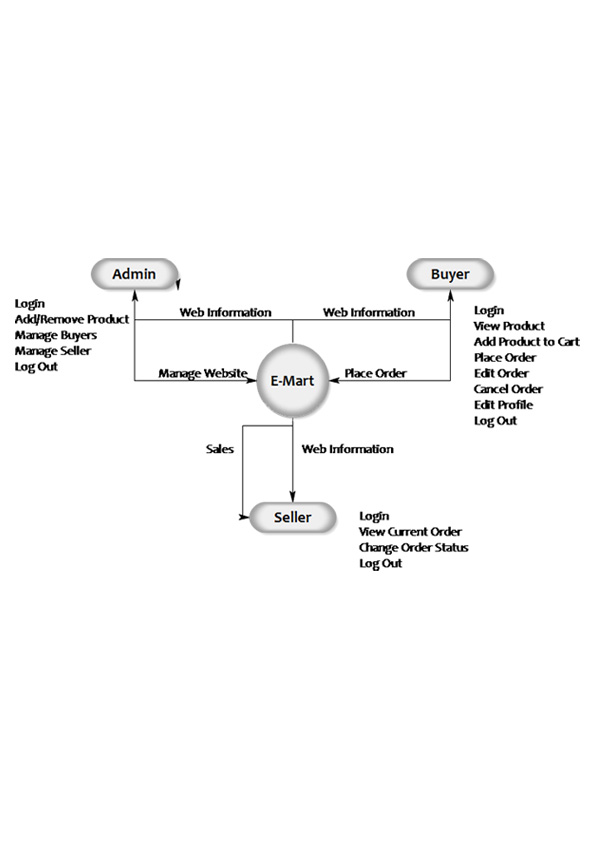 Admin
Buyer
Login
Add/Remove Product
Manage Buyers
Manage Seller
Log Out
Web Information
Web Information
Login
View Product
Add Product to Cart
Place Order
Edit Order
Cancel Order
Edit Profile
Log Out
Manage Website
E-Mart
Place Order
Sales
Web Information
Seller
Login
View Current Order
Change Order Status
Log Out